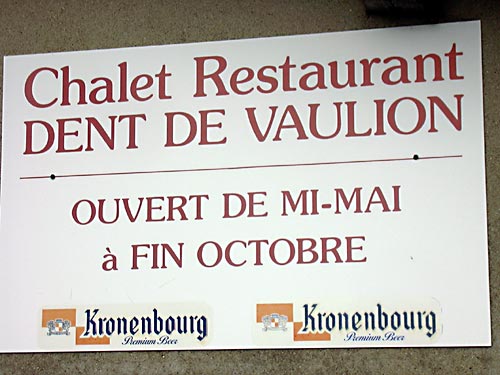 Chalet Restaurant
DENT DE VAULION
OUVERT DE MI-MAI
à FIN OCTOBRE
Kronenbourg Kronenbourg
Premium Beer Premium Beer